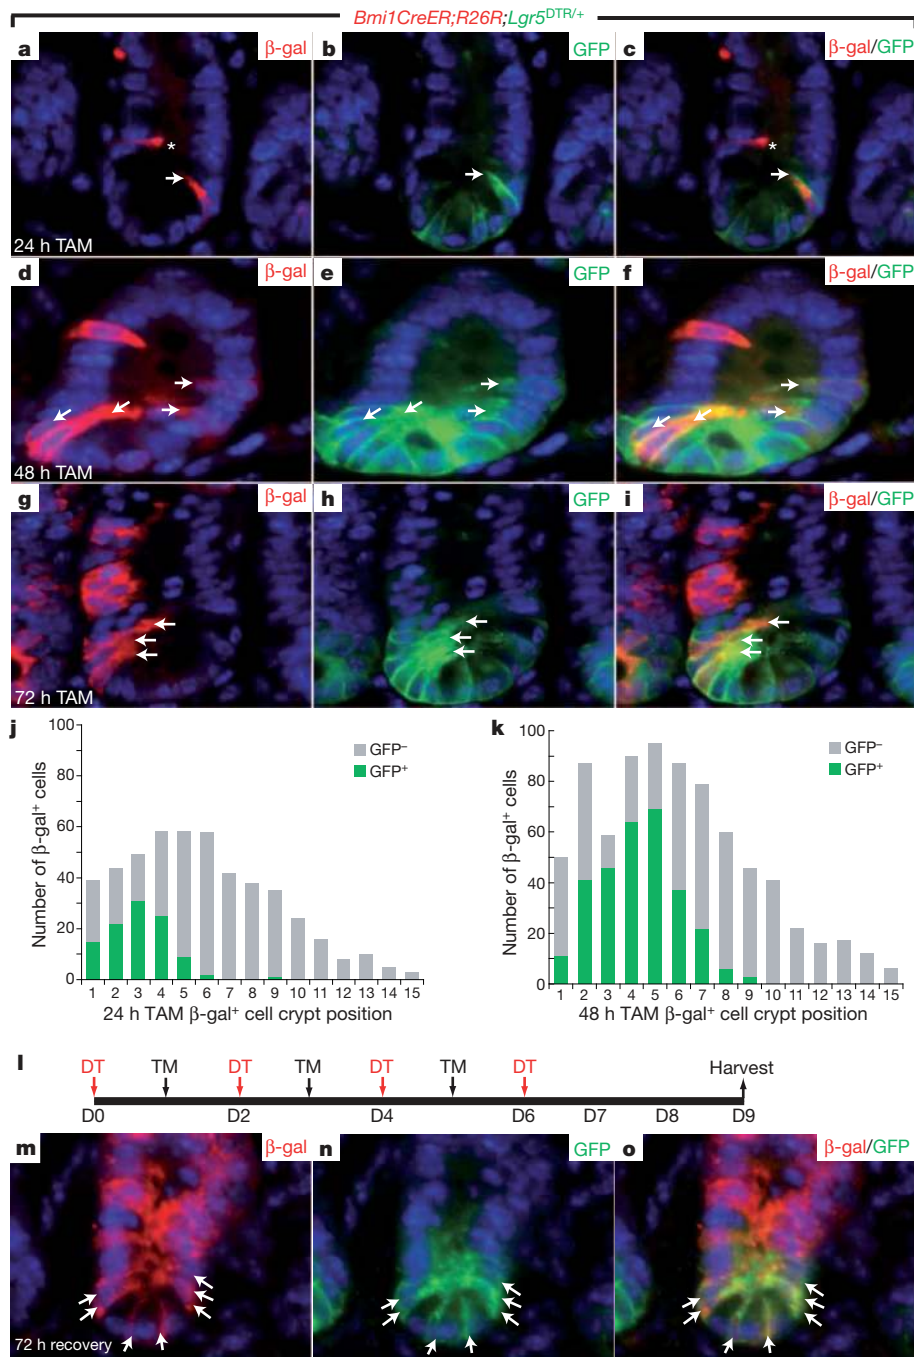 Bmi1CreER;R26R;Lgr5DTR/+
a β-gal b GFP c β-gal/GFP
* *
24 h TAM
d β-gal e GFP f β-gal/GFP
48 h TAM
g β-gal h GFP i β-gal/GFP
72 h TAM
j
100
80
60
40
20
0
Number of β-gal+ cells
GFP−
GFP+
1 2 3 4 5 6 7 8 9 10 11 12 13 14 15
24 h TAM β-gal+ cell crypt position
k
100
80
60
40
20
0
Number of β-gal+ cells
GFP−
GFP+
1 2 3 4 5 6 7 8 9 10 11 12 13 14 15
48 h TAM β-gal+ cell crypt position
l
DT TM DT TM DT TM DT Harvest
D0 D2 D4 D6 D7 D8 D9
m β-gal n GFP o β-gal/GFP
72 h recovery